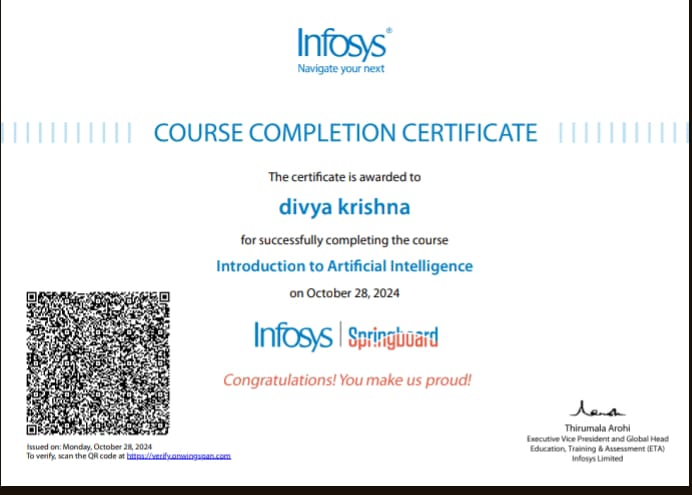 Infosys®
Navigate your next
COURSE COMPLETION CERTIFICATE
The certificate is awarded to
divya krishna
for successfully completing the course
Introduction to Artificial Intelligence
on October 28, 2024
Infosys | Springboard
Congratulations! You make us proud!
Issued on: Monday, October 28, 2024
To verify, scan the QR code at https://verify.onwingspan.com
Thirumala Arohi
Executive Vice President and Global Head
Education, Training & Assessment (ETA)
Infosys Limited